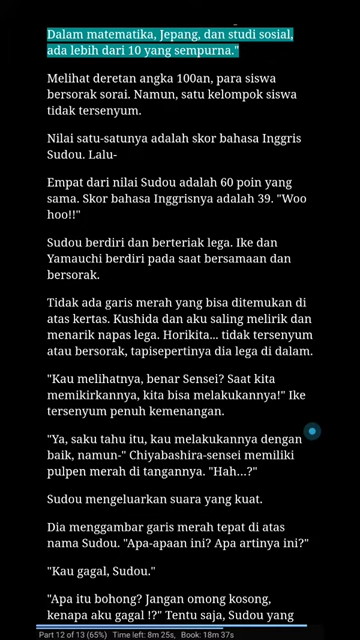 Dalam matematika, Jepang, dan studi sosial,
ada lebih dari 10 yang sempurna."
Melihat deretan angka 100an, para siswa
bersorak sorai. Namun, satu kelompok siswa
tidak tersenyum.
Nilai satu-satunya adalah skor bahasa Inggris
Sudou. Lalu-
Empat dari nilai Sudou adalah 60 poin yang
sama. Skor bahasa Inggrisnya adalah 39. "Woo
hoo!!"
Sudou berdiri dan berteriak lega. Ike dan
Yamauchi berdiri pada saat bersamaan dan
bersorak.
Tidak ada garis merah yang bisa ditemukan di
atas kertas. Kushida dan aku saling melirik dan
menarik napas lega. Horikita... tidak tersenyum
atau bersorak, tapisepertinya dia lega di dalam.
"Kau melihatnya, benar Sensei? Saat kita
memikirkannya, kita bisa melakukannya!" Ike
tersenyum penuh kemenangan.
"Ya, saku tahu itu, kau melakukannya dengan
baik, namun-" Chiyabashira-sensei memiliki
pulpen merah di tangannya. "Hah...?"
Sudou mengeluarkan suara yang kuat.
Dia menggambar garis merah tepat di atas
nama Sudou. "Apa-apaan ini? Apa artinya ini?"
"Kau gagal, Sudou."
"Apa itu bohong? Jangan omong kosong,
kenapa aku gagal !?" Tentu saja, Sudou yang
Part 12 of 13 (65%) Time left: 8m 25s, Book: 18m 37s